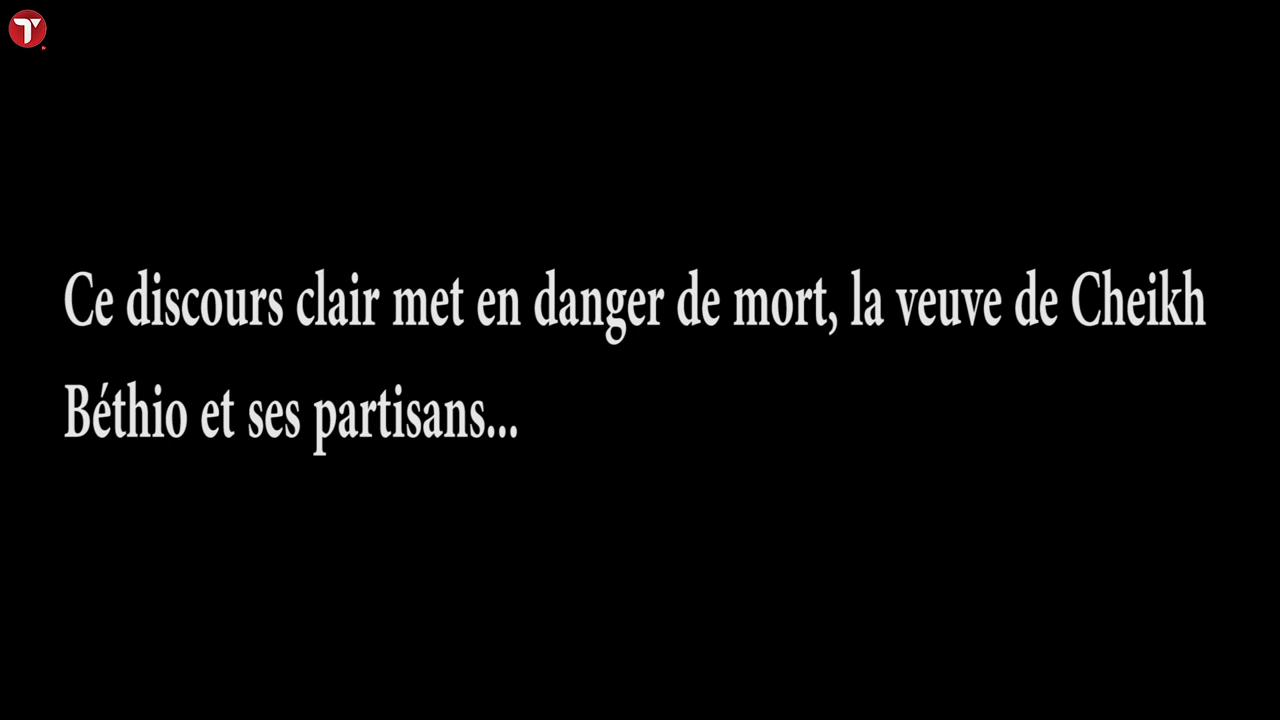 T
Ce discours clair met en danger de mort, la veuve de Cheikh
Béthio et ses partisans...